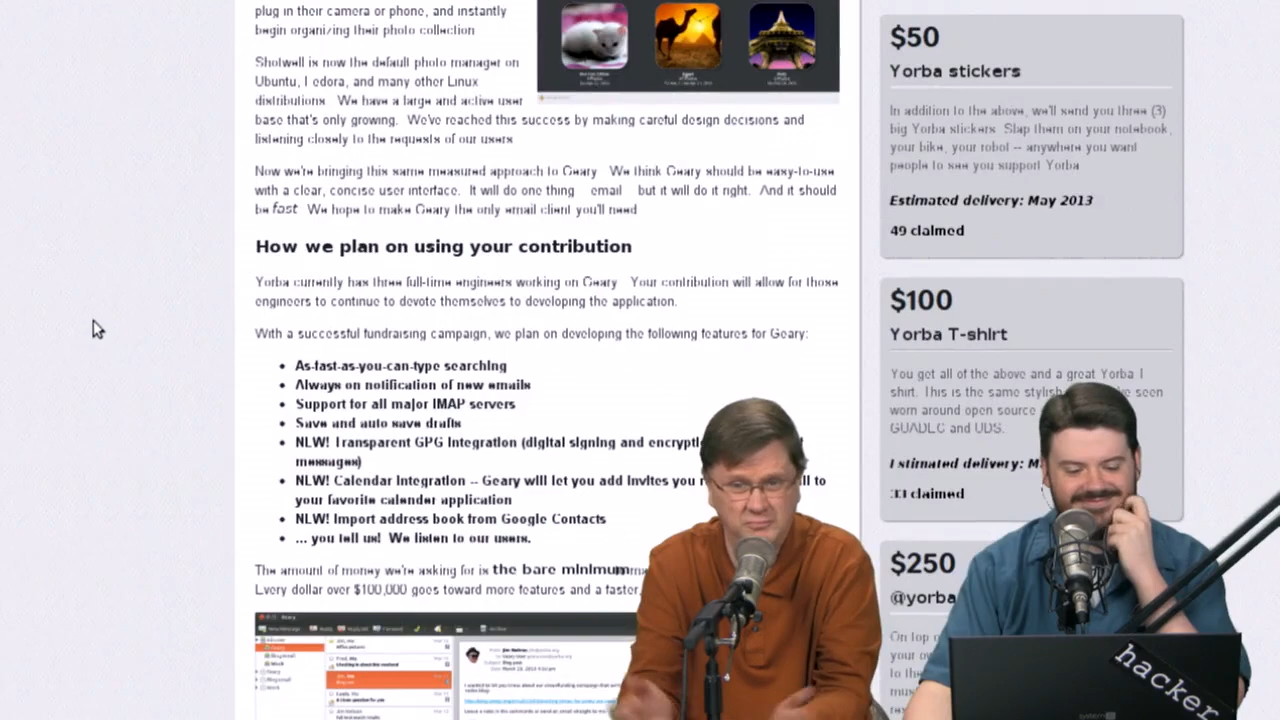 plug in their camera or phone, and instantly
begin organizing their photo collection
Shotwell is now the default photo manager on
Ubuntu, Fedora, and many other Linux
distributions We have a large and active user
base that's only growing. We've reached this success by making careful design decisions and
listening closely to the requests of our users
Now we're bringing this same measured approach to Geary We think Geary should be easy-to-use
with a clear, concise user interface. It will do one thing email but it will do it right. And it should
be fast We hope to make Geary the only email client you'll need
How we plan on using your contribution
Yorba currently has three full-time engineers working on Geary Your contribution will allow for those
engineers to continue to devote themselves to developing the application.
With a successful fundraising campaign, we plan on developing the following features for Geary:
• As-fast-as-you-can-type searching
• Always on notification of new emails
• Support for all major IMAP servers
• Save and auto save drafts
• NEW! Transparent GPG Integration (digital signing and
messages)
• NEW! Calendar Integration -- Geary will let you add invites you to
your favorite calendar application
• NEW! Import address book from Google Contacts
• ... you tell us! We listen to our users.
The amount of money we're asking for is the bare minimum
Every dollar over $100,000 goes toward more features and a faster,
Geary
$50
Yorba stickers
In addition to the above, we'll send you three (3)
big Yorba stickers Slap them on your notebook,
your bike, your robot -- anywhere you want
people to see you support Yorba
Estimated delivery: May 2013
49 claimed
$100
Yorba T-shirt
You get all of the above and a great Yorba T
shirt. This is the same stylish seen
worn around open source
GUADEC and UDS.
Estimated delivery: M
33 claimed
$250
@yorba
On top
hacker